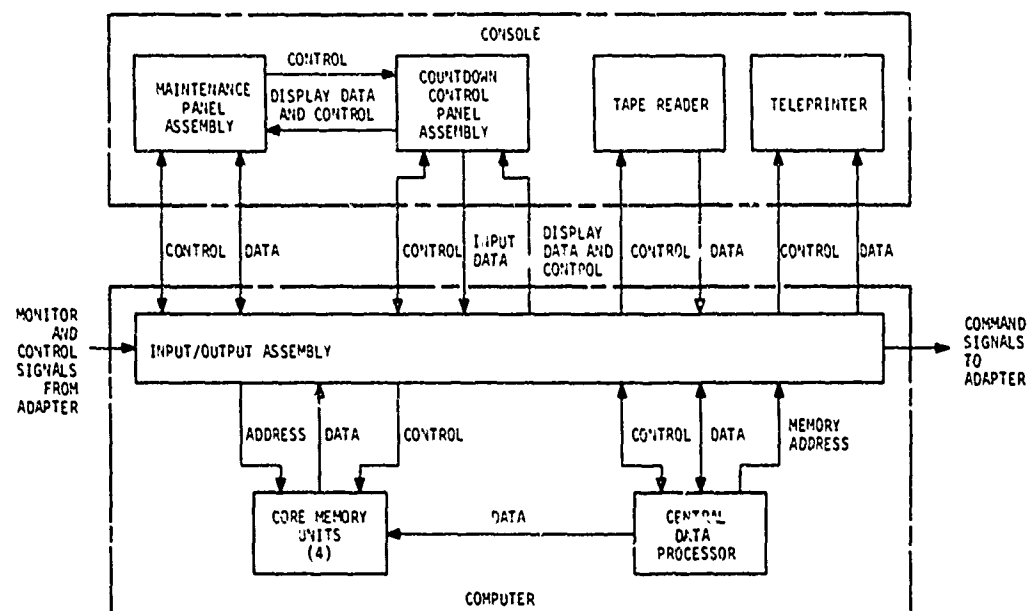 CONSOLE
MAINTENANCE
PANEL
ASSEMBLY
CONTROL
DISPLAY DATA
AND CONTROL
COUNTDOWN
CONTROL
PANEL
ASSEMBLY
TAPE READER
TELEPRINTER
CONTROL
DATA
CONTROL
INPUT
DATA
DISPLAY
DATA AND
CONTROL
CONTROL
DATA
CONTROL
DATA
MONITOR
AND
CONTROL
SIGNALS
FROM
ADAPTER
INPUT/OUTPUT ASSEMBLY
COMMAND
SIGNALS
TO
ADAPTER
ADDRESS
DATA
CONTROL
CONTROL
DATA
MEMORY
ADDRESS
CORE MEMORY
UNITS
(4)
DATA
CENTRAL
DATA
PROCESSOR
COMPUTER